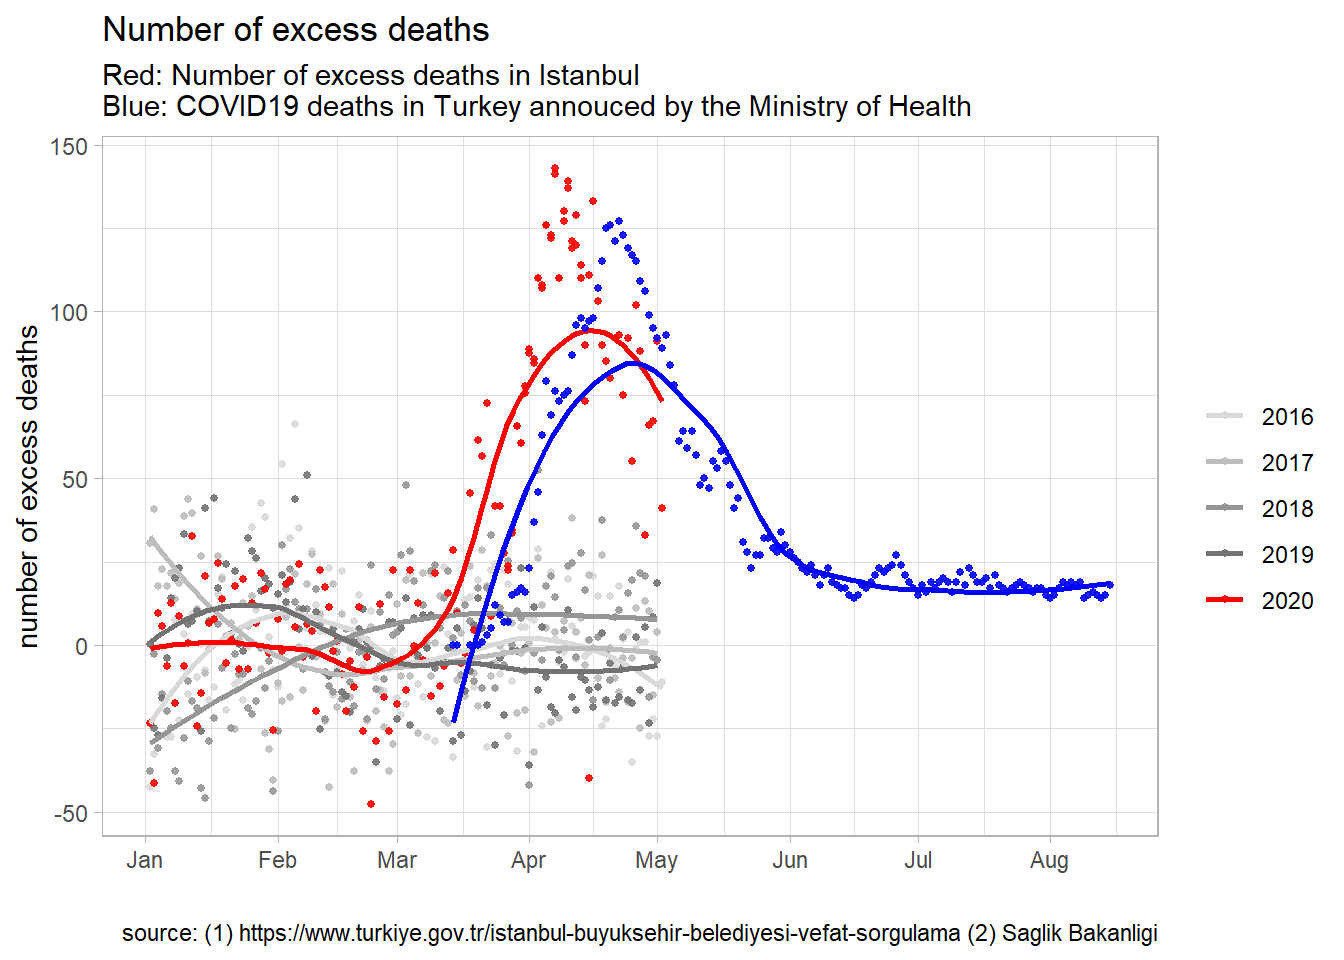 Number of excess deaths
Red: Number of excess deaths in Istanbul
Blue: COVID19 deaths in Turkey annouced by the Ministry of Health
number of excess deaths
150
100
50
0
-50
Jan Feb Mar Apr May Jun Jul Aug
2016
2017
2018
2019
2020
source: (1) https://www.turkiye.gov.tr/istanbul-buyuksehir-belediyesi-vefat-sorgulama (2) Saglik Bakanligi